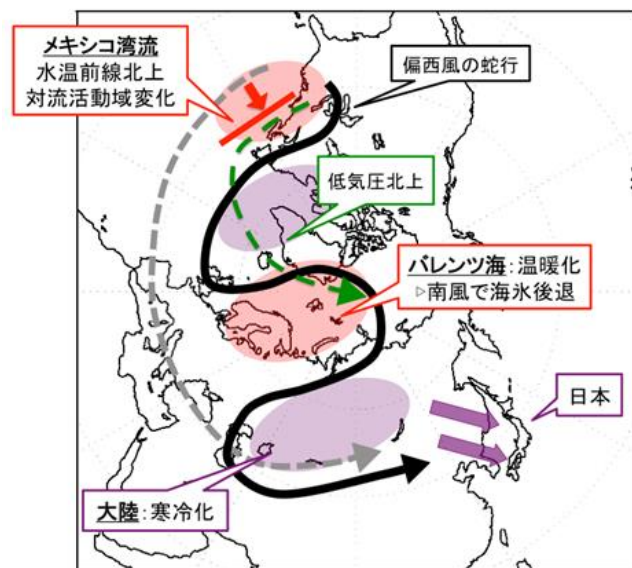 メキシコ湾流
水温前線北上
対流活動域変化
偏西風の蛇行
低気圧北上
バレンツ海:温暖化
▷南風で海氷後退
日本
大陸:寒冷化